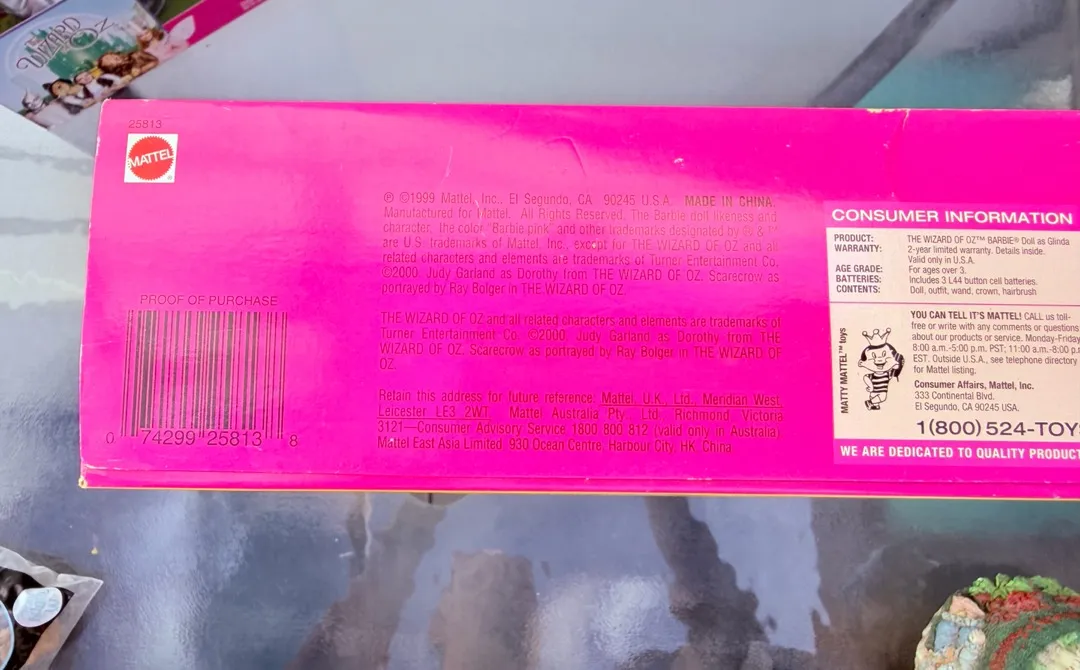 THE WIZARD OF OZ
25813
MATTEL
℗ ©1999 Mattel, Inc., El Segundo, CA 90245 U.S.A. MADE IN CHINA.
Manufactured for Mattel. All Rights Reserved. The Barbie doll likeness and
character, the color "Barbie pink" and other trademarks designated by ® & ™
are U.S. trademarks of Mattel, Inc., except for THE WIZARD OF OZ and all
related characters and elements are trademarks of Turner Entertainment Co.
©2000. Judy Garland as Dorothy from THE WIZARD OF OZ. Scarecrow as
portrayed by Ray Bolger in THE WIZARD OF OZ.
THE WIZARD OF OZ and all related characters and elements are trademarks of
Turner Entertainment Co. ©2000. Judy Garland as Dorothy from THE
WIZARD OF OZ. Scarecrow as portrayed by Ray Bolger in THE WIZARD OF
OZ.
Retain this address for future reference: Mattel, U.K., Ltd., Meridian West,
Leicester LE3 2WT. Mattel Australia Pty. Ltd. Richmond, Victoria
3121—Consumer Advisory Service 1800 800 812 (valid only in Australia)
Mattel East Asia Limited, 930 Ocean Centre, Harbour City, HK, China.
PROOF OF PURCHASE
0 74299 25813 8
CONSUMER INFORMATION
PRODUCT: THE WIZARD OF OZ™ BARBIE® Doll as Glinda
WARRANTY: 2-year limited warranty. Details inside.
Valid only in U.S.A.
AGE GRADE: For ages over 3.
BATTERIES: Includes 3 L44 button cell batteries.
CONTENTS: Doll, outfit, wand, crown, hairbrush
MATTY MATTEL™ toys
YOU CAN TELL IT'S MATTEL! CALL us toll-
free or write with any comments or questions
about our products or service. Monday-Friday
8:00 a.m.-5:00 p.m. PST; 11:00 a.m.-8:00 p.m
EST. Outside U.S.A., see telephone directory
for Mattel listing.
Consumer Affairs, Mattel, Inc.
333 Continental Blvd.
El Segundo, CA 90245 USA.
1(800) 524-TOY
WE ARE DEDICATED TO QUALITY PRODUCT